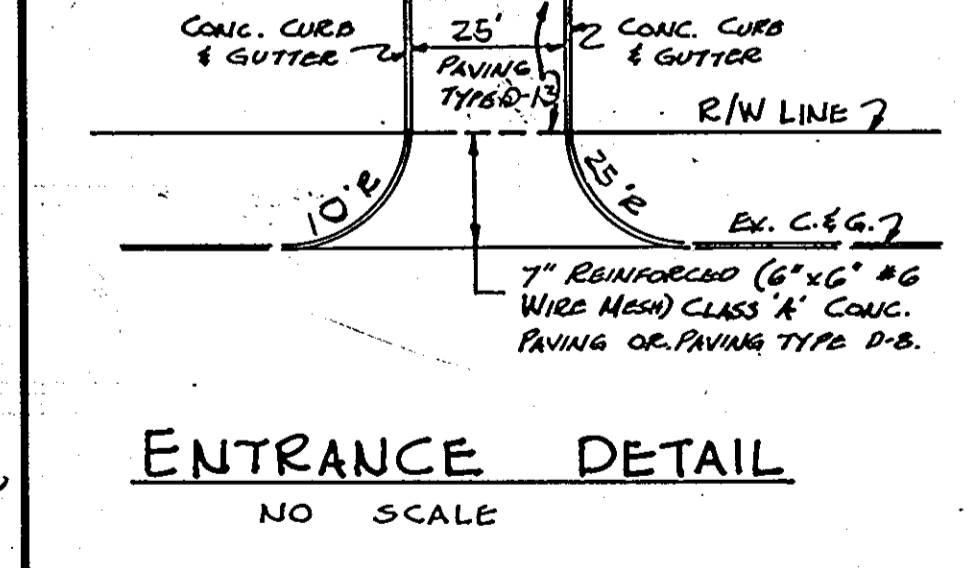 CONC. CURB
& GUTTER
25'
CONC. CURB
& GUTTER
PAVING
TYPE D-13
R/W LINE
10'R
25'R
EX. C. & G.
7" REINFORCED (6"x6" #6
WIRE MESH) CLASS 'A' CONC.
PAVING OR PAVING TYPE D-8.
ENTRANCE DETAIL
NO SCALE